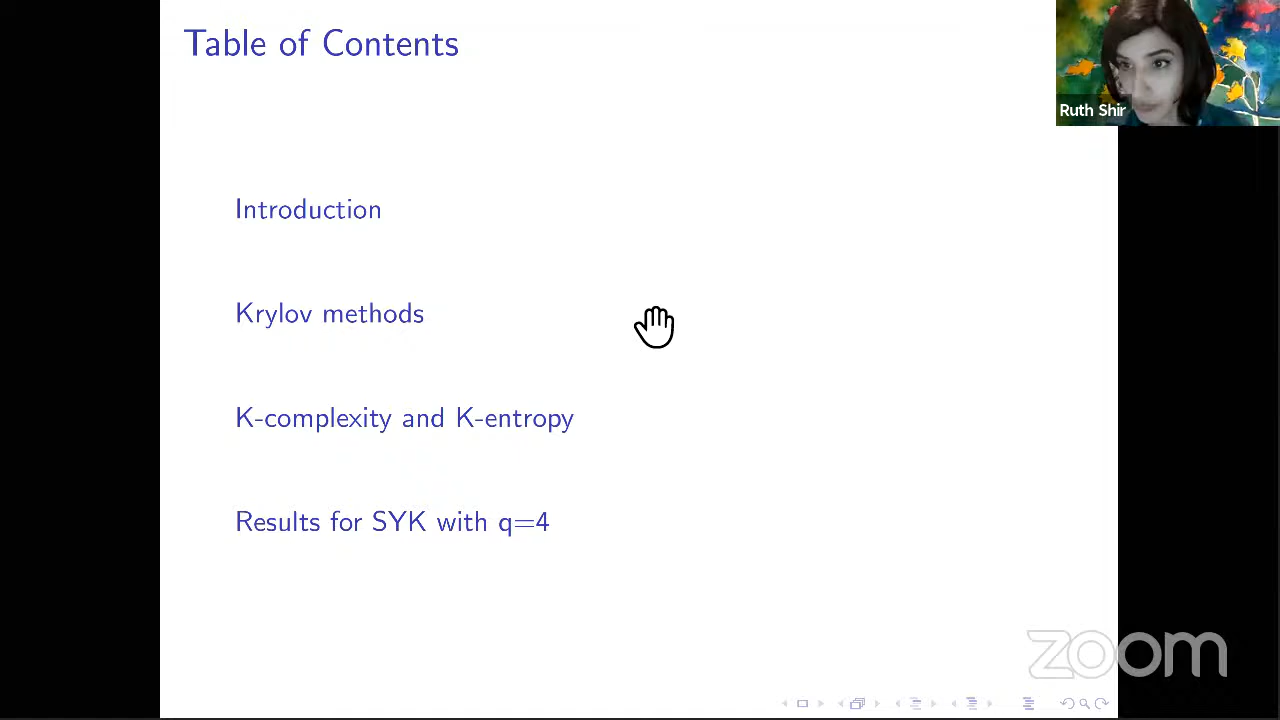 Table of Contents
Ruth Shir
Introduction
Krylov methods
K-complexity and K-entropy
Results for SYK with q=4
zoom